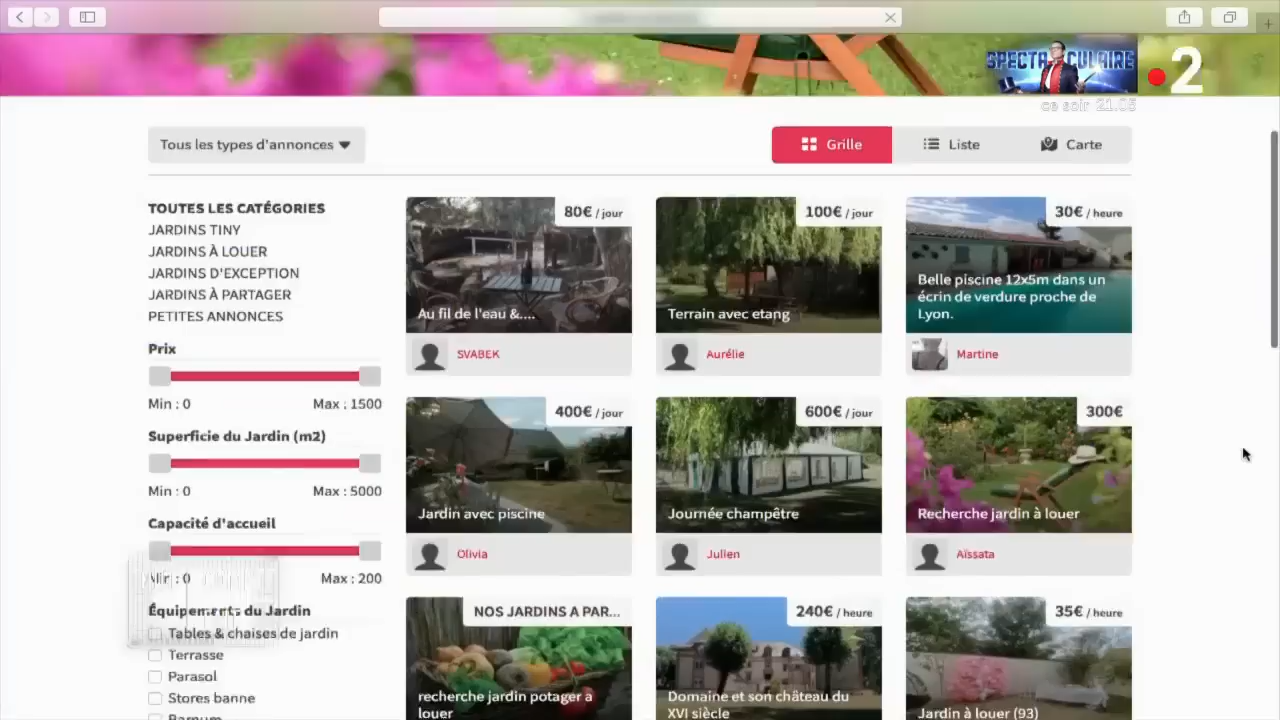 SPECTACULAIRE
2
ce soir 21.05
Tous les types d'annonces
Grille
Liste
Carte
TOUTES LES CATÉGORIES
JARDINS TINY
JARDINS À LOUER
JARDINS D'EXCEPTION
JARDINS À PARTAGER
PETITES ANNONCES
Prix
Min : 0
Max : 1500
Superficie du Jardin (m2)
Min : 0
Max : 5000
Capacité d'accueil
Min : 0
Max : 200
Équipements du Jardin
Tables & chaises de jardin
Terrasse
Parasol
Stores banne
Barnum
80€ / jour
Au fil de l'eau &....
SVABEK
100€ / jour
Terrain avec etang
Aurélie
30€ / heure
Belle piscine 12x5m dans un
écrin de verdure proche de
Lyon.
Martine
400€ / jour
Jardin avec piscine
Olivia
600€ / jour
Journée champêtre
Julien
300€
Recherche jardin à louer
Aïssata
NOS JARDINS A PAR...
recherche jardin potager a
louer
240€ / heure
Domaine et son château du
XVI siècle
35€ / heure
Jardin à louer (93)